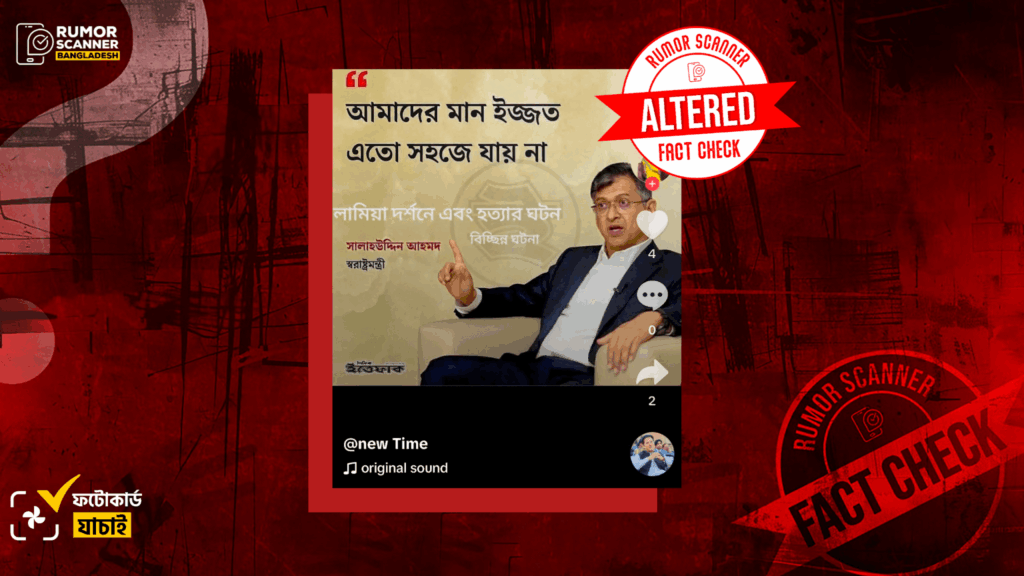 RUMOR
SCANNER
BANGLADESH
RUMOR SCANNER
ALTERED
FACT CHECK
“
আমাদের মান ইজ্জত
এতো সহজে যায় না
লামিয়া দর্শনে এবং হত্যার ঘটন
বিচ্ছিন্ন ঘটনা
সালাহউদ্দিন আহমদ
স্বরাষ্ট্রমন্ত্রী
4
0
2
দৈনিক
ইত্তেফাক
@new Time
original sound
RUMOR SCANNER
FACT CHECK
ফটোকার্ড
যাচাই